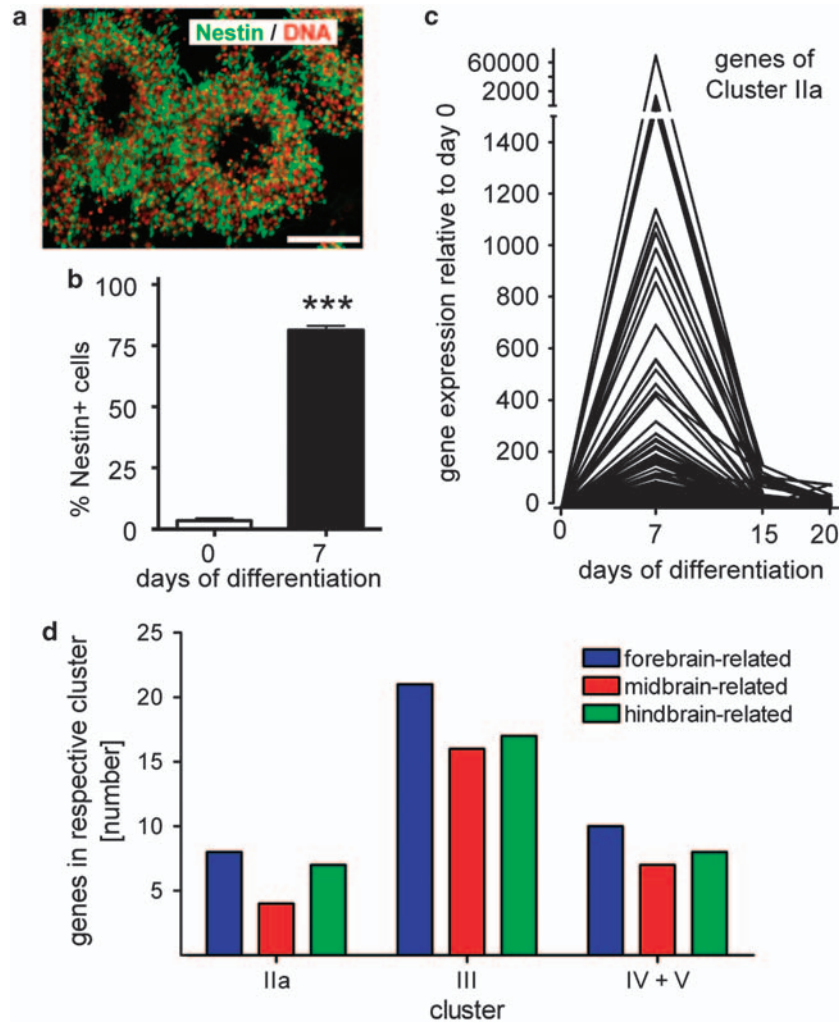 a
Nestin / DNA
b
% Nestin+ cells
100
75
50
25
0
***
0 7
days of differentiation
c
genes of
Cluster IIa
gene expression relative to day 0
60000
2000
1400
1200
1000
800
600
400
200
0
0 7 15 20
days of differentiation
d
genes in respective cluster
[number]
25
20
15
10
5
forebrain-related
midbrain-related
hindbrain-related
IIa III IV + V
cluster